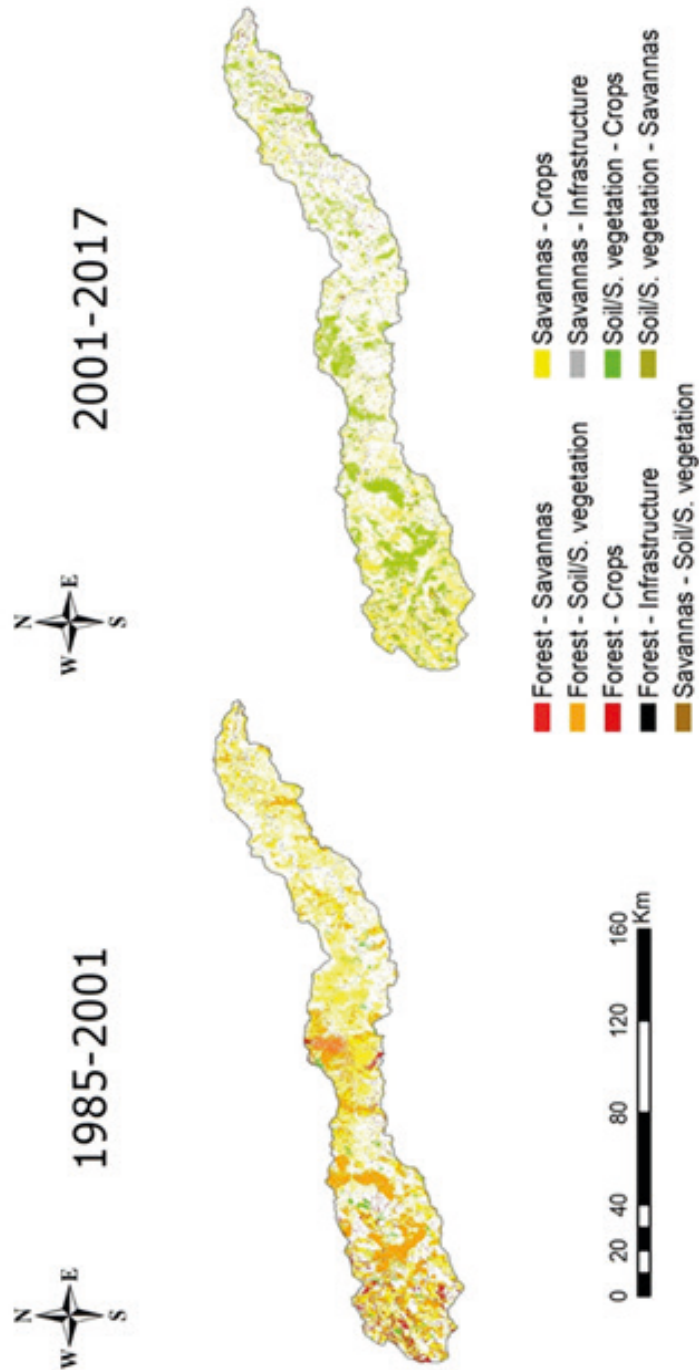 1985-2001
2001-2017
N
W E
S
N
W E
S
0 20 40 80 120 160
Km
Forest - Savannas
Forest - Soil/S. vegetation
Forest - Crops
Forest - Infrastructure
Savannas - Soil/S. vegetation
Savannas - Crops
Savannas - Infrastructure
Soil/S. vegetation - Crops
Soil/S. vegetation - Savannas